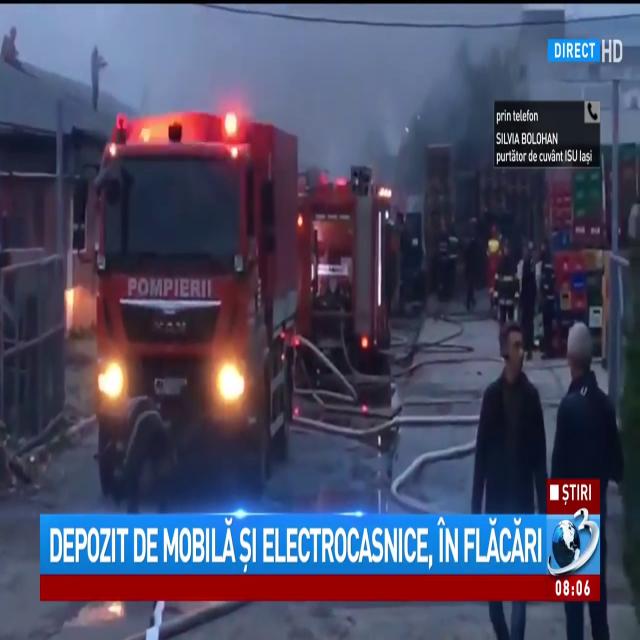 DIRECT HD
prin telefon
SILVIA BOLOHAN
purtător de cuvânt ISU Iași
POMPIERII
MAN
ȘTIRI
DEPOZIT DE MOBILĂ ȘI ELECTROCASNICE, ÎN FLĂCĂRI
3
08:06